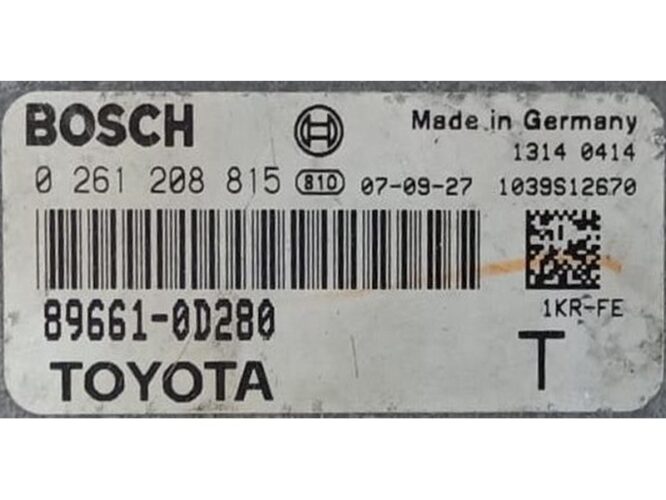 BOSCH Made in Germany
1314 0414
0 261 208 815 810 07-09-27 1039S12670
89661-0D280 1KR-FE
TOYOTA T